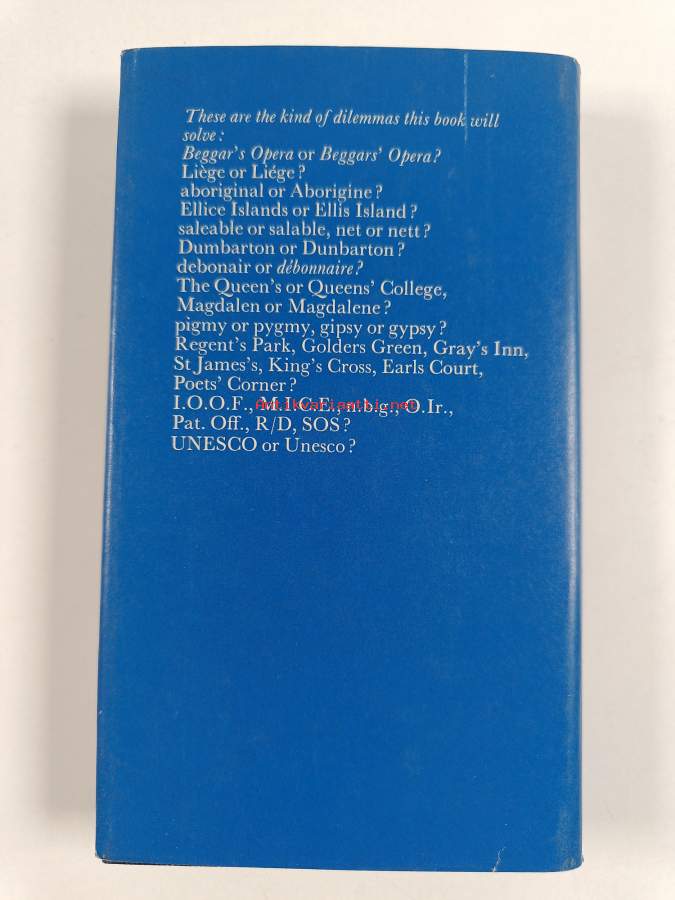 These are the kind of dilemmas this book will
solve:
Beggar's Opera or Beggars' Opera?
Liège or Liége?
aboriginal or Aborigine?
Ellice Islands or Ellis Island?
saleable or salable, net or nett?
Dumbarton or Dunbarton?
debonair or débonnaire?
The Queen's or Queens' College,
Magdalen or Magdalene?
pigmy or pygmy, gipsy or gypsy?
Regent's Park, Golders Green, Gray's Inn,
St James's, King's Cross, Earls Court,
Poets' Corner?
I.O.O.F., M.I.C.E., n.b.g., O.Ir.,
antikvariaatti.net
Pat. Off., R/D, SOS?
UNESCO or Unesco?